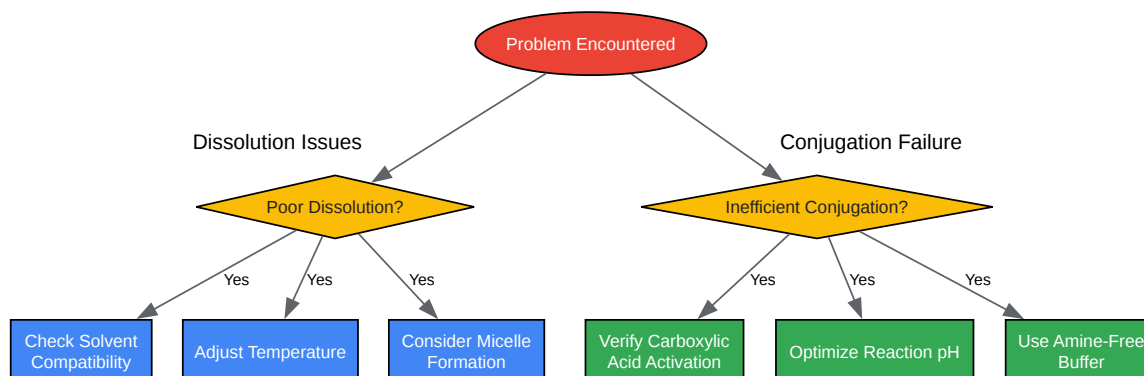 Problem Encountered
Dissolution Issues
Conjugation Failure
Poor Dissolution?
Inefficient Conjugation?
Yes
Yes
Yes
Yes
Yes
Yes
Check Solvent
Compatibility
Adjust Temperature
Consider Micelle
Formation
Verify Carboxylic
Acid Activation
Optimize Reaction pH
Use Amine-Free
Buffer